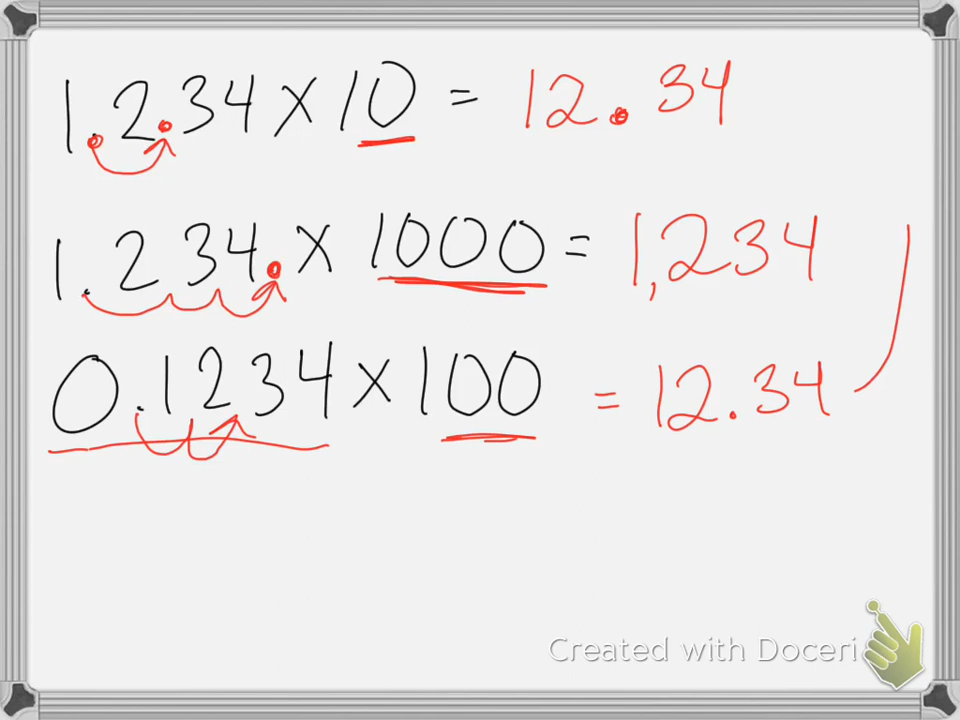 1.234 × 10 = 12.34
1.234. × 1000 = 1,234
0.1234 × 100 = 12.34
Created with Doceri